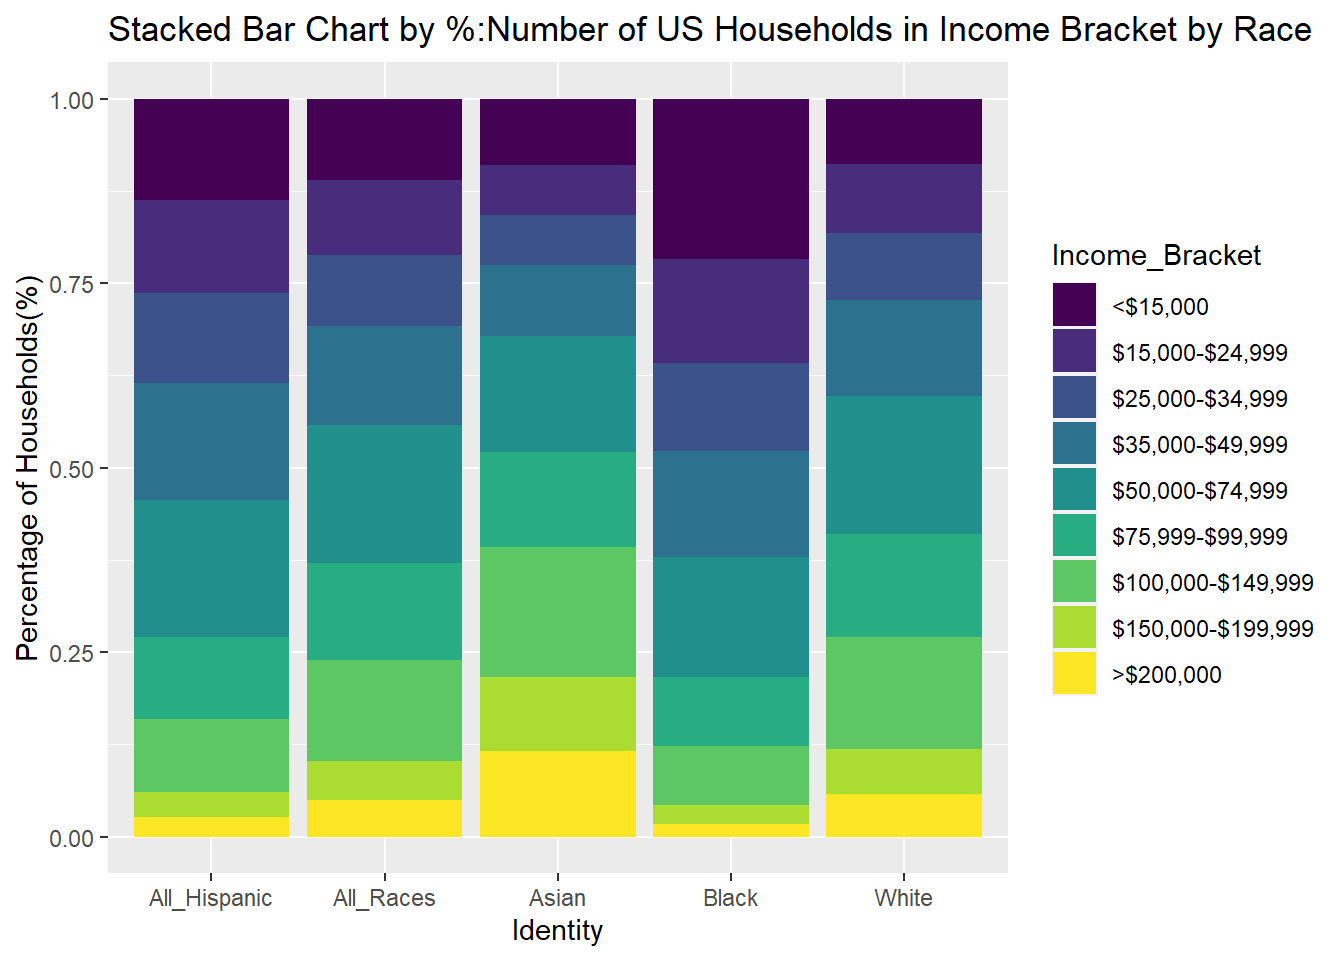 Stacked Bar Chart by %:Number of US Households in Income Bracket by Race
Percentage of Households(%)
1.00
0.75
0.50
0.25
0.00
All_Hispanic
All_Races
Asian
Black
White
Identity
Income_Bracket
<$15,000
$15,000-$24,999
$25,000-$34,999
$35,000-$49,999
$50,000-$74,999
$75,999-$99,999
$100,000-$149,999
$150,000-$199,999
>$200,000